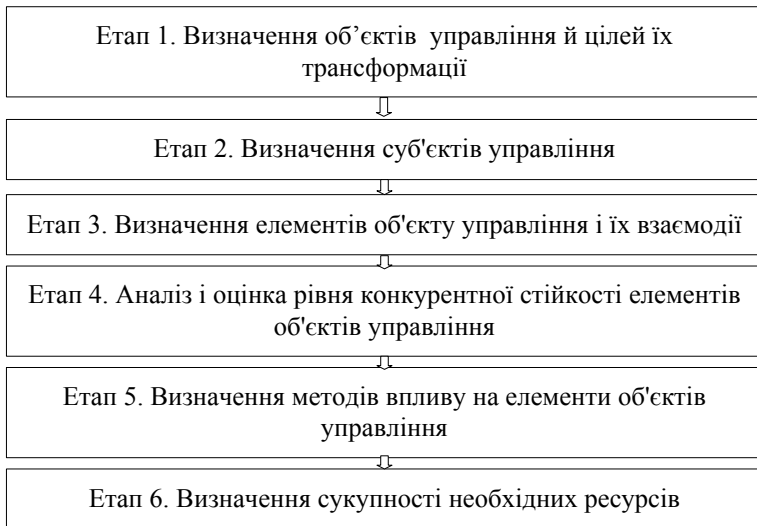 Етап 1. Визначення об’єктів управління й цілей їх
трансформації
Етап 2. Визначення суб'єктів управління
Етап 3. Визначення елементів об'єкту управління і їх взаємодії
Етап 4. Аналіз і оцінка рівня конкурентної стійкості елементів
об'єктів управління
Етап 5. Визначення методів впливу на елементи об'єктів
управління
Етап 6. Визначення сукупності необхідних ресурсів